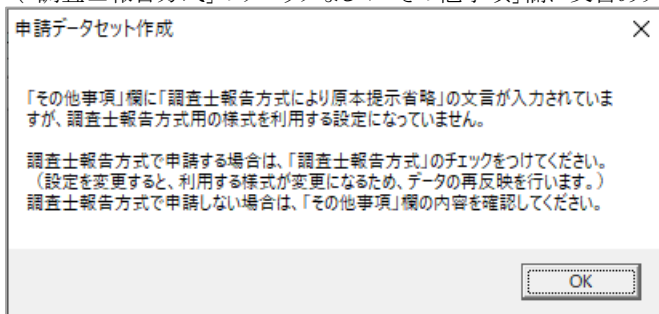 申請データセット作成
「その他事項」欄に「調査士報告方式により原本提示省略」の文言が入力されていま
すが、調査士報告方式用の様式を利用する設定になっていません。
調査士報告方式で申請する場合は、「調査士報告方式」のチェックをつけてください。
（設定を変更すると、利用する様式が変更になるため、データの再反映を行います。）
調査士報告方式で申請しない場合は、「その他事項」欄の内容を確認してください。
OK